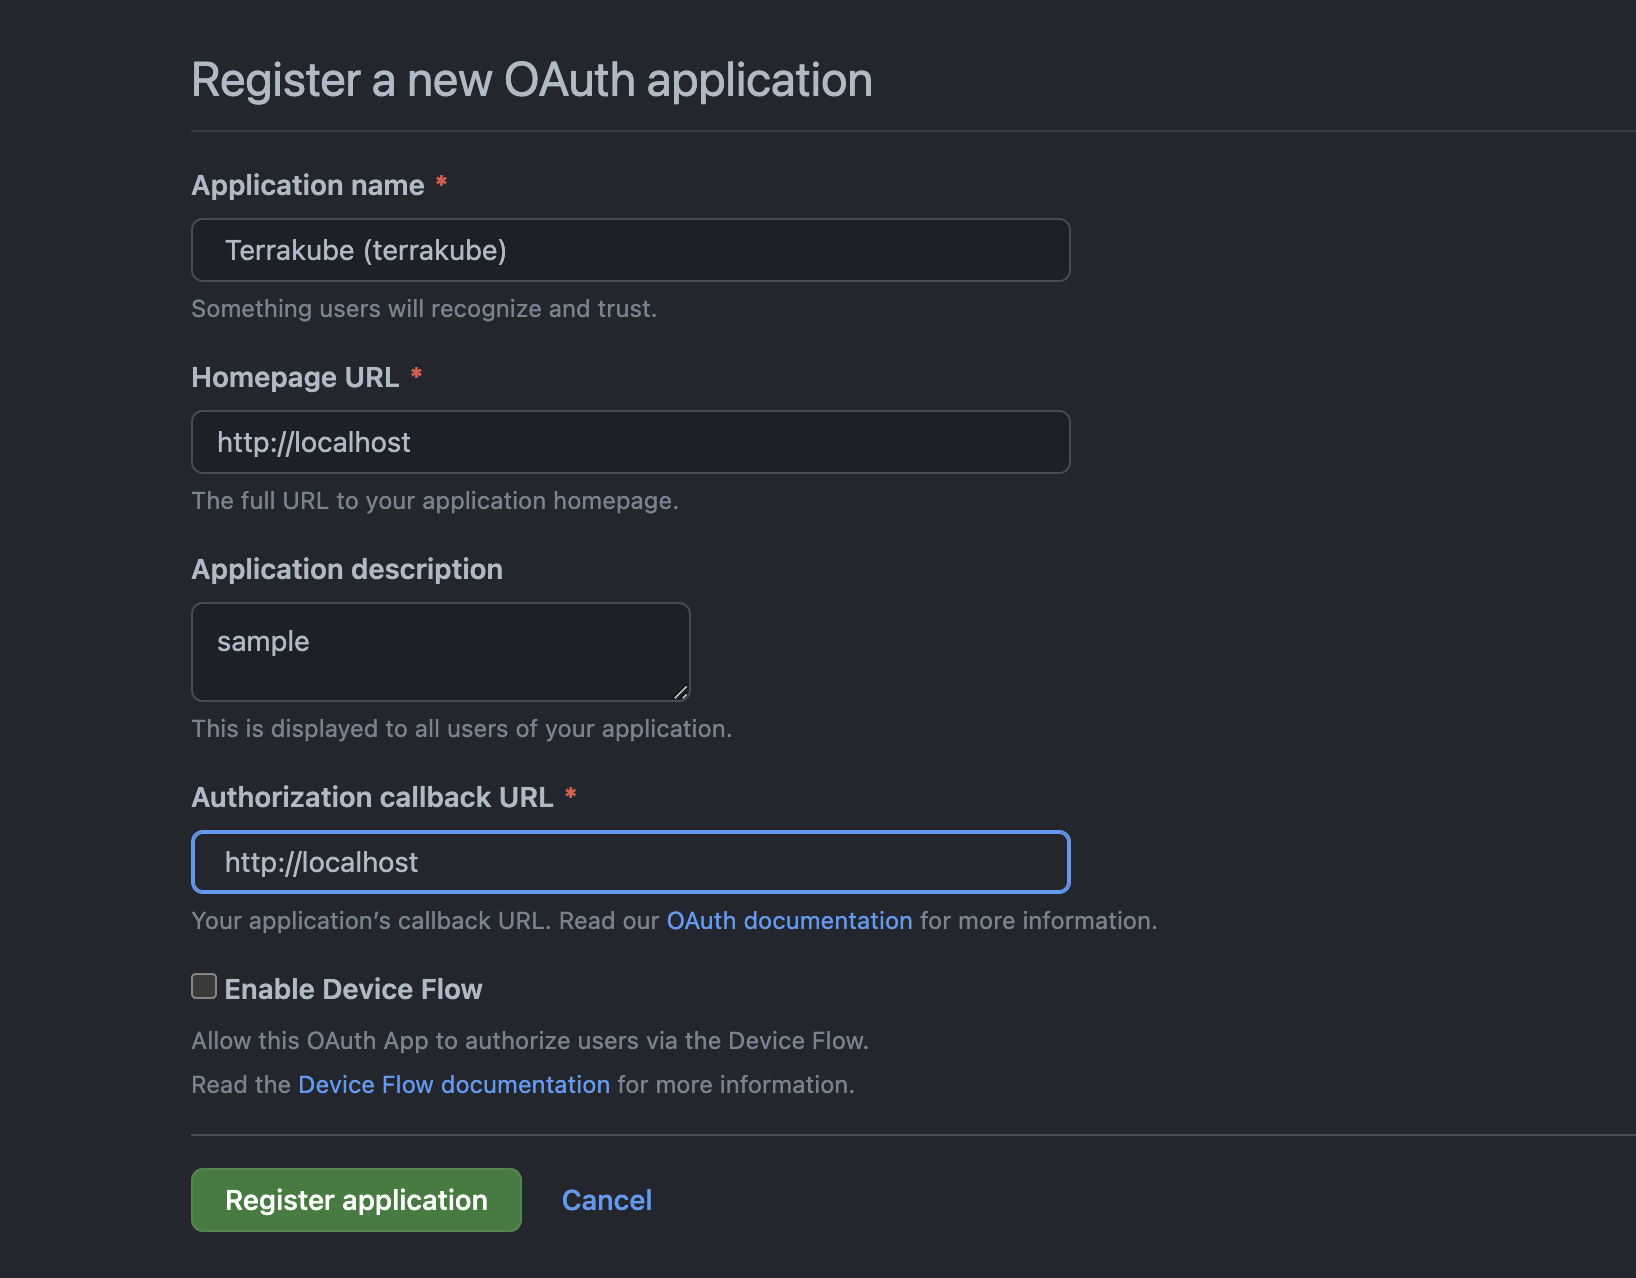 Register a new OAuth application
Application name *
Terrakube (terrakube)
Something users will recognize and trust.
Homepage URL *
http://localhost
The full URL to your application homepage.
Application description
sample
This is displayed to all users of your application.
Authorization callback URL *
http://localhost
Your application’s callback URL. Read our OAuth documentation for more information.
Enable Device Flow
Allow this OAuth App to authorize users via the Device Flow.
Read the Device Flow documentation for more information.
Register application Cancel